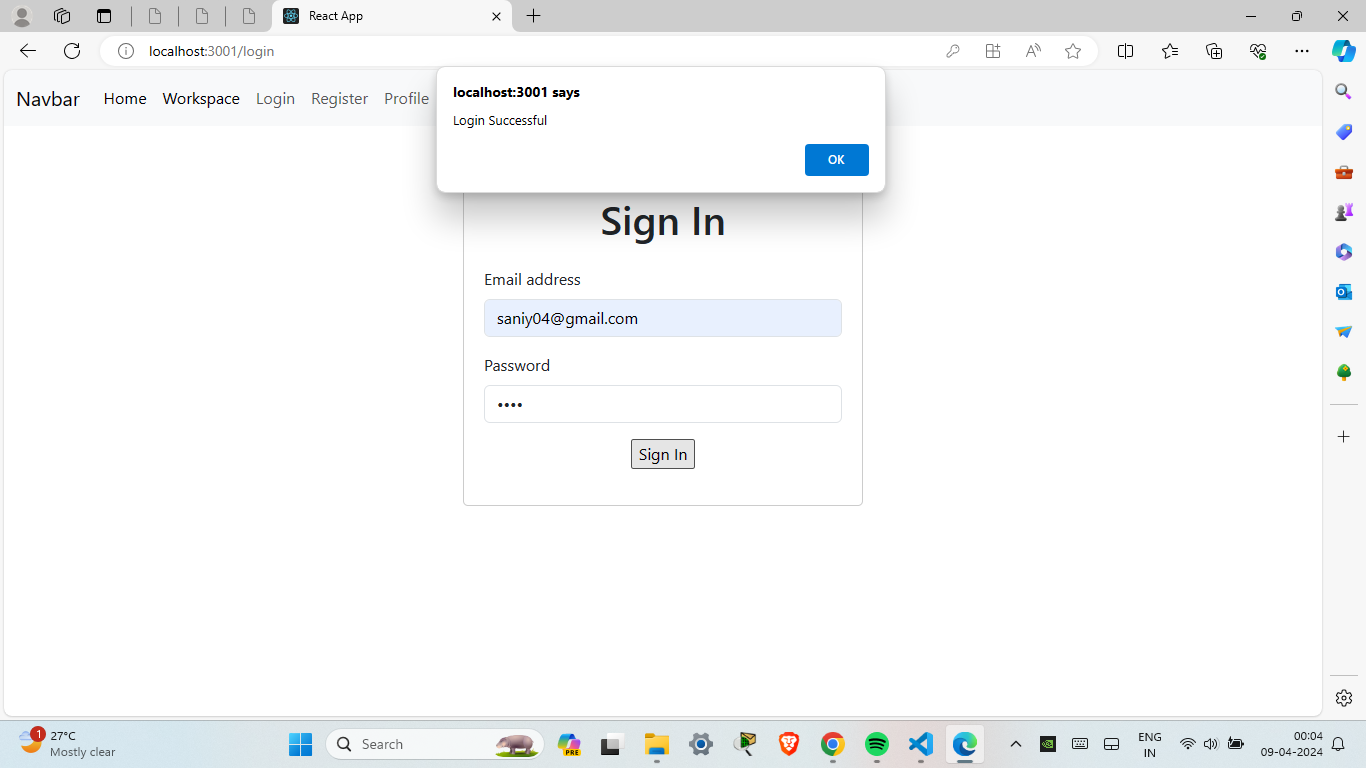 React App
localhost:3001/login
Navbar Home Workspace Login Register Profile
localhost:3001 says
Login Successful
OK
Sign In
Email address
saniy04@gmail.com
Password
••••
Sign In
1
27°C
Mostly clear
Search
PRE
ENG
IN
00:04
09-04-2024